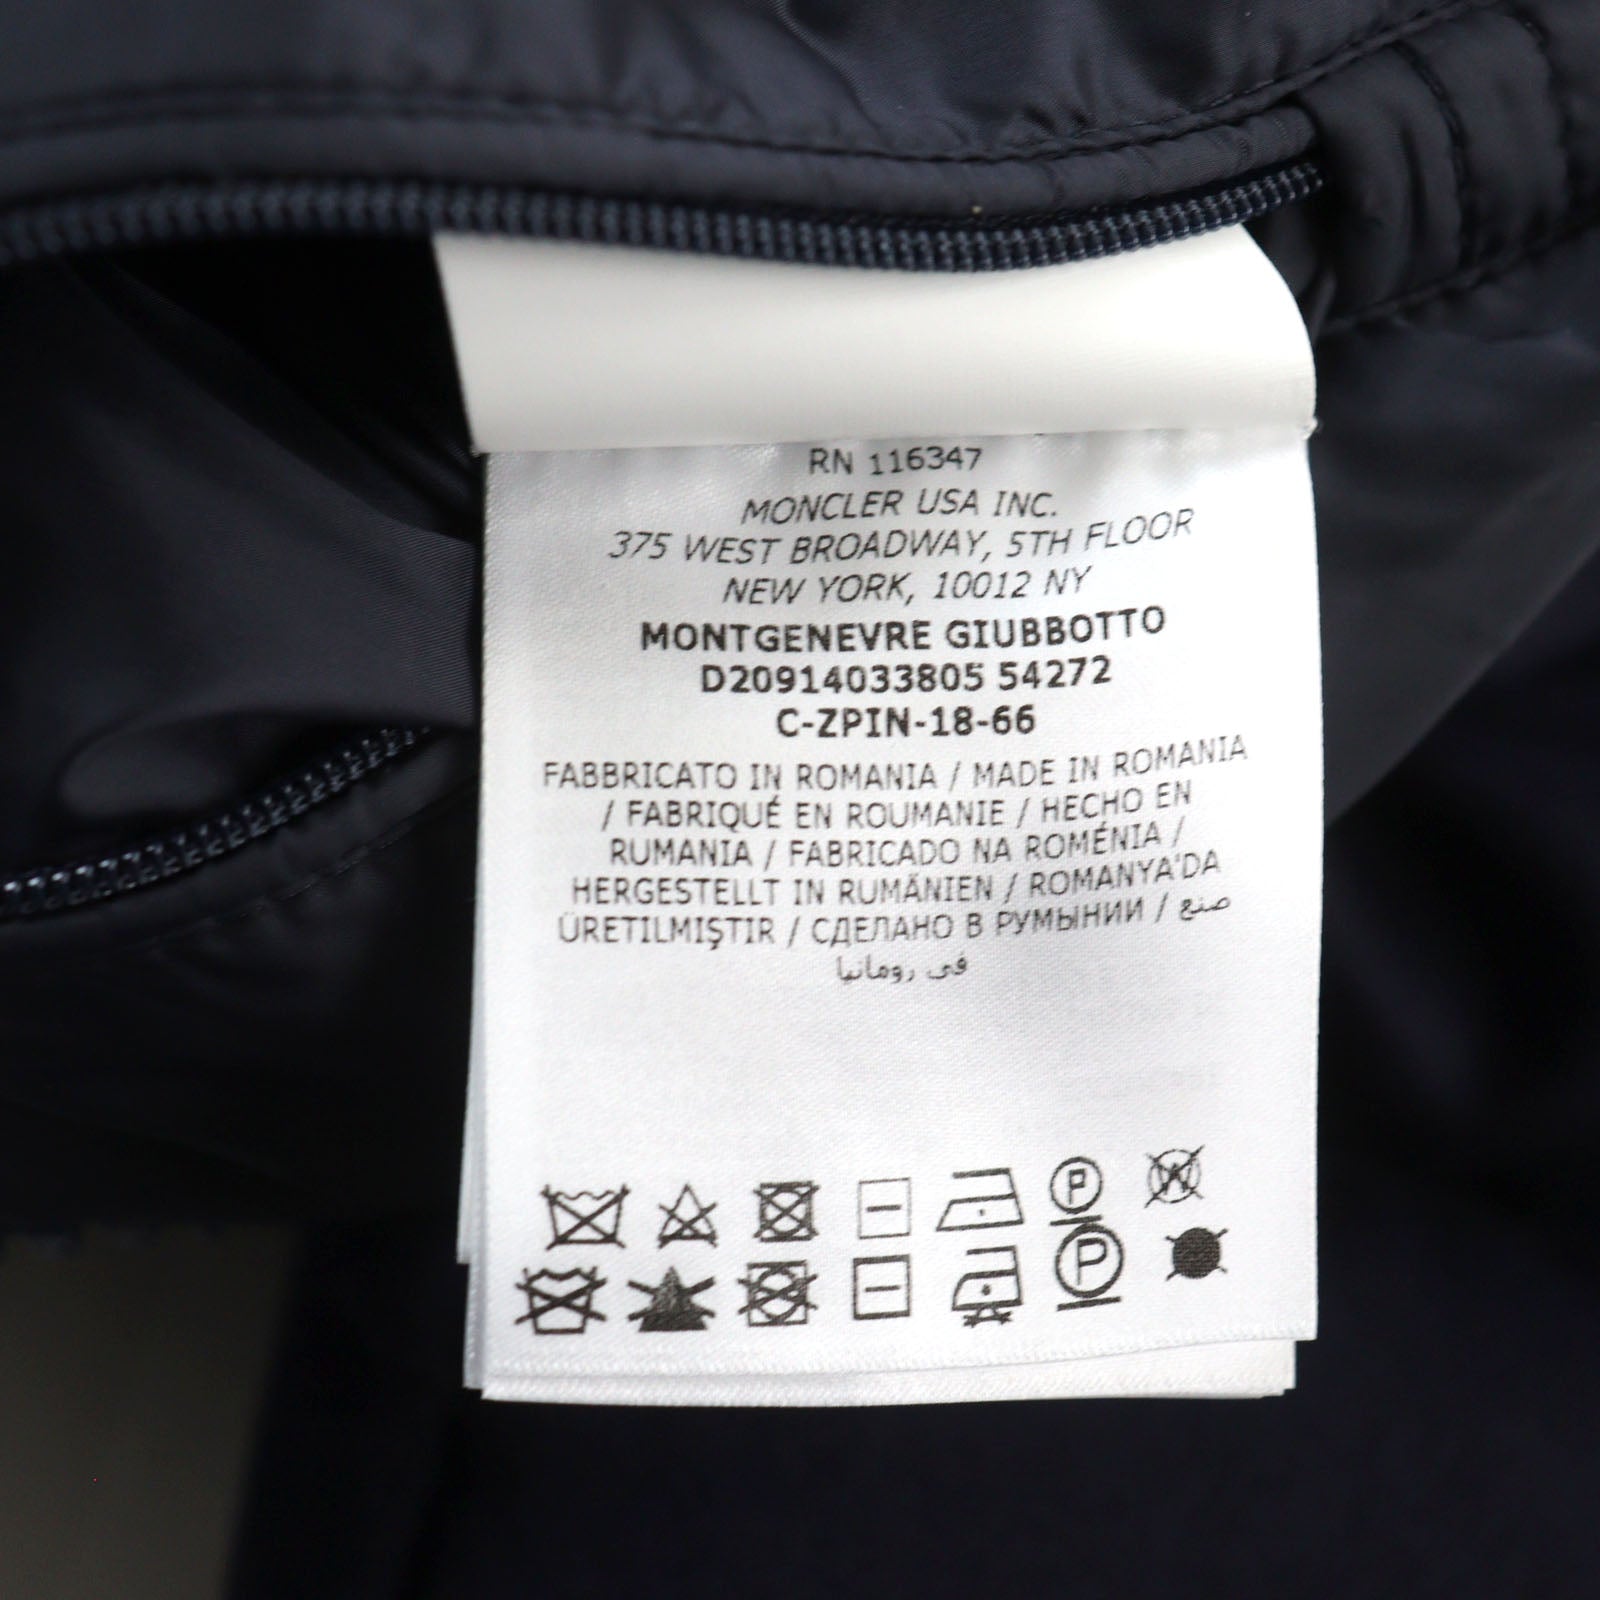 RN 116347
MONCLER USA INC.
375 WEST BROADWAY, 5TH FLOOR
NEW YORK, 10012 NY
MONTGENEVRE GIUBBOTTO
D20914033805 54272
C-ZPIN-18-66
FABBRICATO IN ROMANIA / MADE IN ROMANIA
/ FABRIQUÉ EN ROUMANIE / HECHO EN
RUMANIA / FABRICADO NA ROMÉNIA /
HERGESTELLT IN RUMÄNIEN / ROMANYA'DA
ÜRETILMIŞTIR / СДЕЛАНО В РУМЫНИИ / صنع
في رومانيا
P W
P